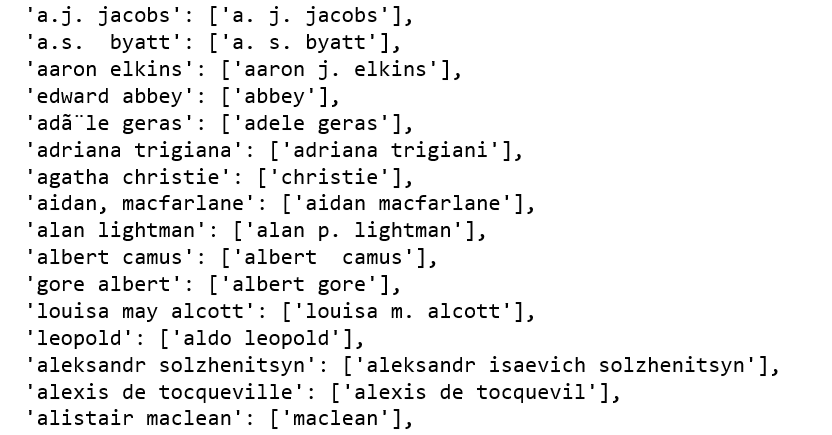 'a.j. jacobs': ['a. j. jacobs'],
'a.s.  byatt': ['a. s. byatt'],
'aaron elkins': ['aaron j. elkins'],
'edward abbey': ['abbey'],
'adã¨le geras': ['adele geras'],
'adriana trigiana': ['adriana trigiani'],
'agatha christie': ['christie'],
'aidan, macfarlane': ['aidan macfarlane'],
'alan lightman': ['alan p. lightman'],
'albert camus': ['albert  camus'],
'gore albert': ['albert gore'],
'louisa may alcott': ['louisa m. alcott'],
'leopold': ['aldo leopold'],
'aleksandr solzhenitsyn': ['aleksandr isaevich solzhenitsyn'],
'alexis de tocqueville': ['alexis de tocquevil'],
'alistair maclean': ['maclean'],